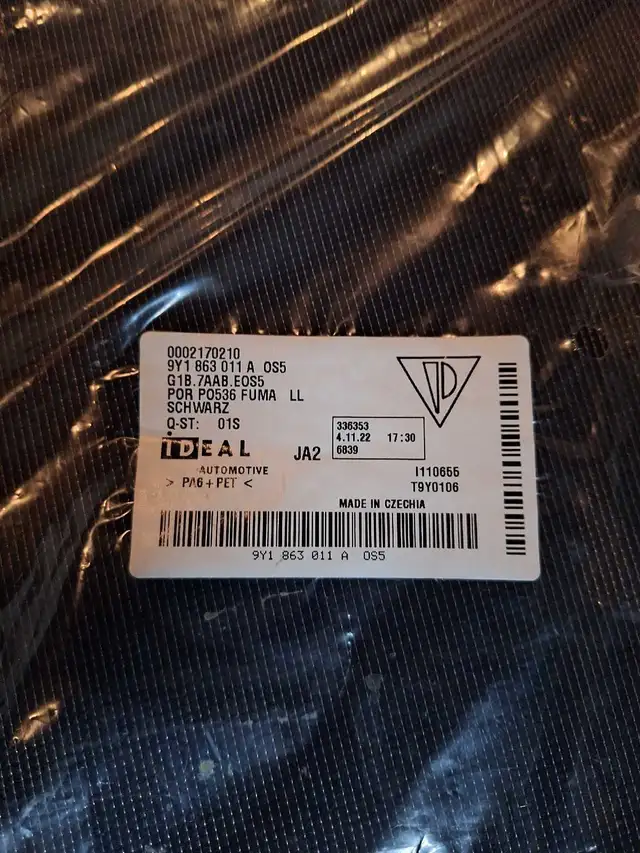 0002170210
9Y1 863 011 A OS5
G1B.7AAB.EOS5
POR PO536 FUMA LL
SCHWARZ
Q-ST: 01S
iDEAL
AUTOMOTIVE
> PA6+PET <
JA2
336353
4.11.22 17:30
6839
I110656
T9Y0106
MADE IN CZECHIA
9Y1 863 011 A OS5